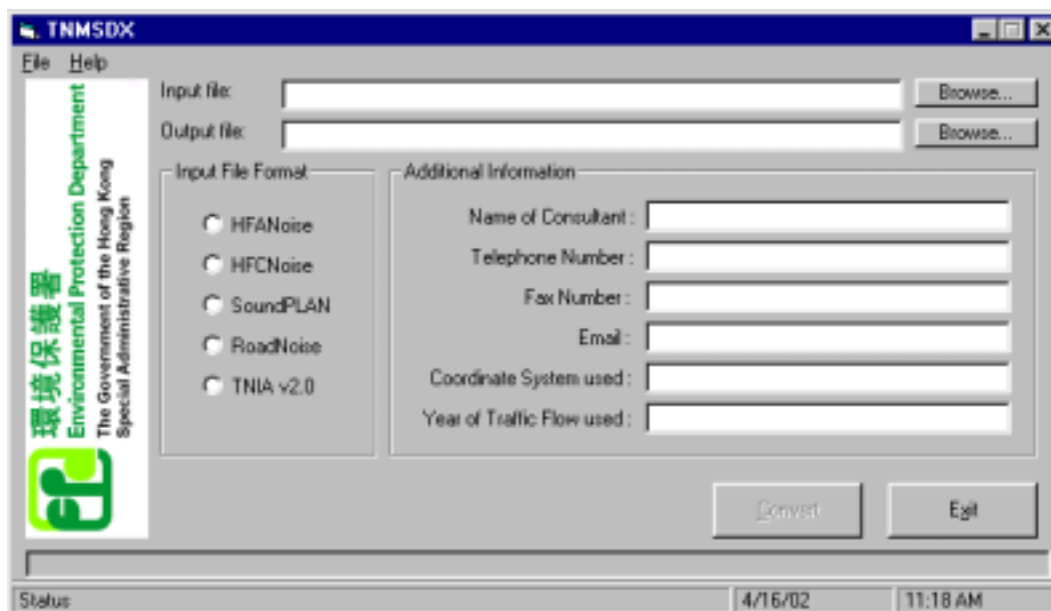 TNMSDX
File Help
環境保護署
Environmental Protection Department
The Government of the Hong Kong
Special Administrative Region
Input file: Browse...
Output file: Browse...
Input File Format
HFANoise
HFCNoise
SoundPLAN
RoadNoise
TNIA v2.0
Additional Information
Name of Consultant :
Telephone Number :
Fax Number :
Email :
Coordinate System used :
Year of Traffic Flow used :
Convert Exit
Status 4/16/02 11:18 AM